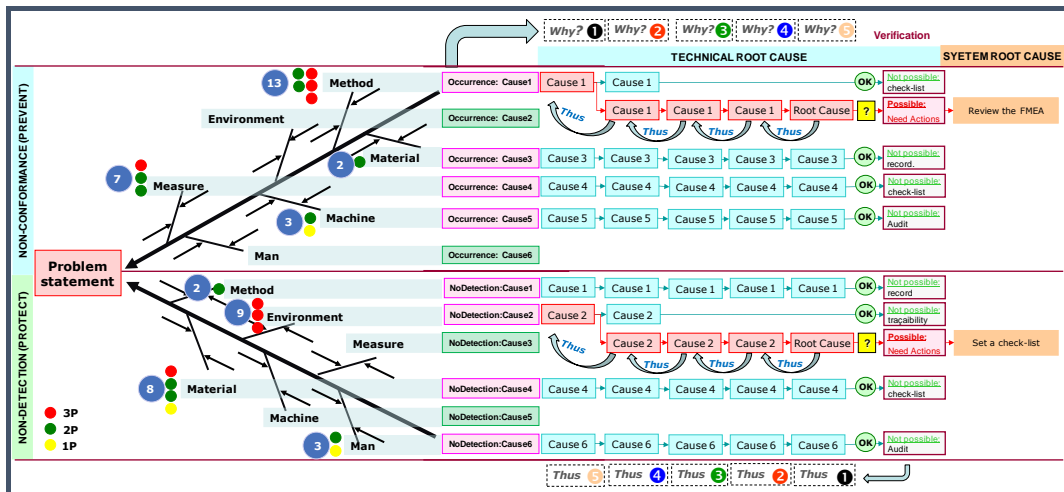 Why? 1 Why? 2 Why? 3 Why? 4 Why? 5
Verification
TECHNICAL ROOT CAUSE
SYETEM ROOT CAUSE
NON-CONFORMANCE (PREVENT)
13
Method
Occurrence: Cause1
Cause 1
Cause 1
OK
Not possible:
check-list
Environment
Occurrence: Cause2
Cause 1
Cause 1
Cause 1
Root Cause
?
Possible:
Need Actions
Review the FMEA
Thus
Thus
Thus
Thus
2
Material
Occurrence: Cause3
Cause 3
Cause 3
Cause 3
Cause 3
Cause 3
OK
Not possible:
record.
7
Measure
Occurrence: Cause4
Cause 4
Cause 4
Cause 4
Cause 4
Cause 4
OK
Not possible:
check-list
3
Machine
Occurrence: Cause5
Cause 5
Cause 5
Cause 5
Cause 5
Cause 5
OK
Not possible:
Audit
Man
Occurrence: Cause6
Problem
statement
NON-DETECTION (PROTECT)
2
Method
NoDetection:Cause1
Cause 1
Cause 1
Cause 1
Cause 1
Cause 1
OK
Not possible:
record
9
Environment
NoDetection:Cause2
Cause 2
Cause 2
OK
Not possible:
traçaibility
Measure
NoDetection:Cause3
Cause 2
Cause 2
Cause 2
Root Cause
?
Possible:
Need Actions
Set a check-list
Thus
Thus
Thus
Thus
8
Material
NoDetection:Cause4
Cause 4
Cause 4
Cause 4
Cause 4
Cause 4
OK
Not possible:
check-list
Machine
NoDetection:Cause5
3
Man
NoDetection:Cause6
Cause 6
Cause 6
Cause 6
Cause 6
Cause 6
OK
Not possible:
Audit
3P
2P
1P
Thus 5 Thus 4 Thus 3 Thus 2 Thus 1